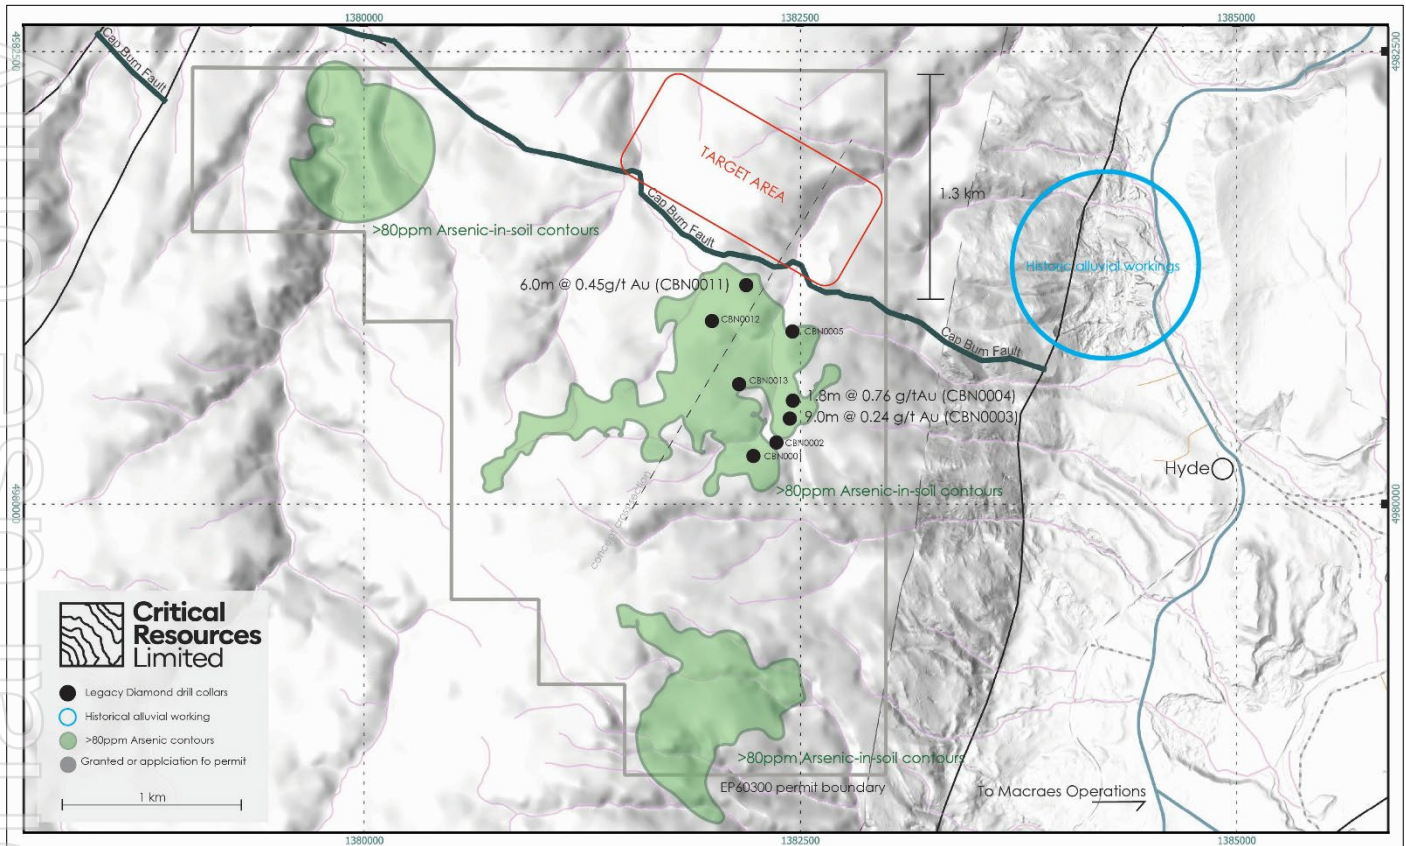 1380000
1382500
1385000
4982500
4982500
Cap Burn Fault
TARGET AREA
1.3 km
Cap Burn Fault
>80ppm Arsenic-in-soil contours
Historic alluvial workings
6.0m @ 0.45g/t Au (CBN0011)
CBN0012
CBN0005
Cap Burn Fault
CBN0013
1.8m @ 0.76 g/tAu (CBN0004)
9.0m @ 0.24 g/t Au (CBN0003)
CBN0002
CBN0001
Hyde
>80ppm Arsenic-in-soil contours
4980000
4980000
Critical
Resources
Limited
Legacy Diamond drill collars
Historical alluvial working
>80ppm Arsenic contours
Granted or applciation fo permit
1 km
>80ppm Arsenic-in-soil contours
EP60300 permit boundary
To Macraes Operations
1380000
1382500
1385000